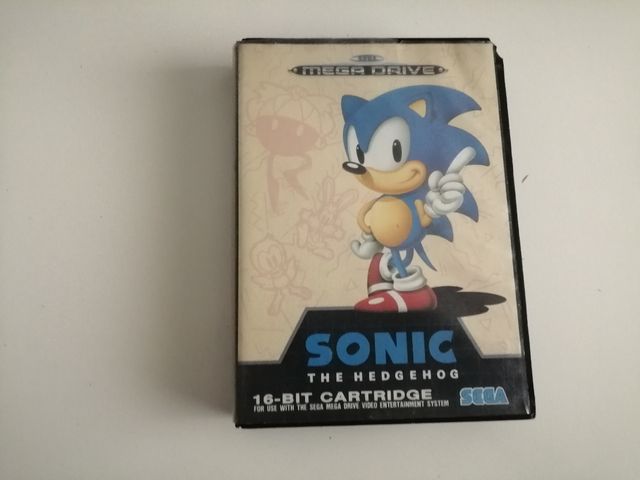 SEGA
MEGA DRIVE
SONIC
THE HEDGEHOG
16-BIT CARTRIDGE
FOR USE WITH THE SEGA MEGA DRIVE VIDEO ENTERTAINMENT SYSTEM
SEGA